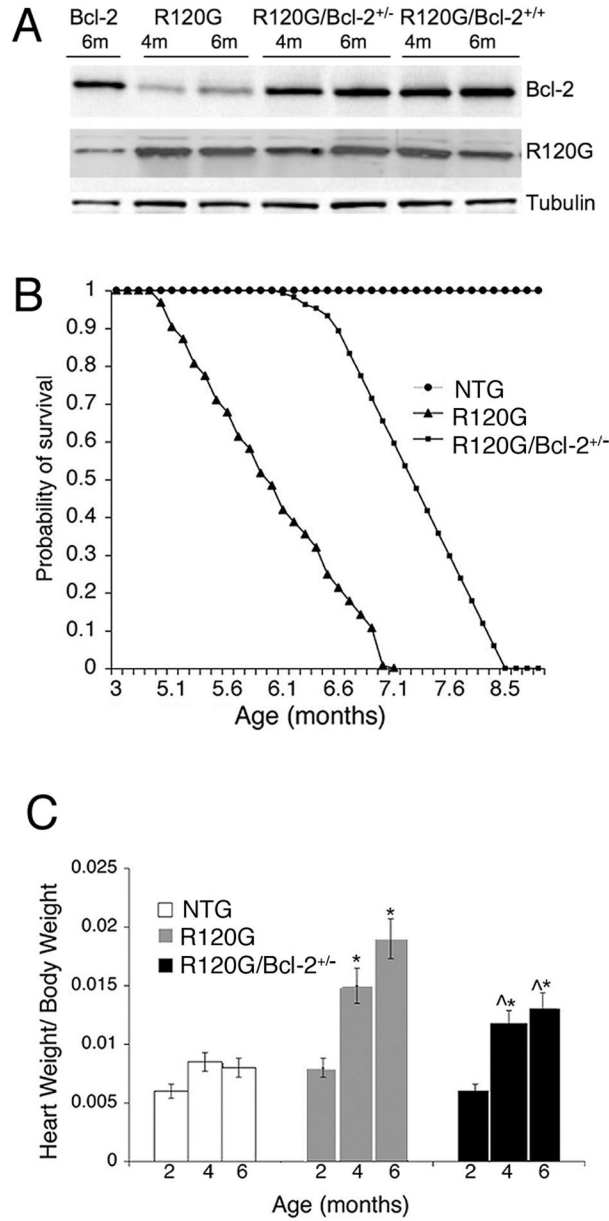 A
Bcl-2 R120G R120G/Bcl-2+/- R120G/Bcl-2+/+
6m 4m 6m 4m 6m 4m 6m
Bcl-2
R120G
Tubulin
B
1
0.9
0.8
0.7
0.6
0.5
0.4
0.3
0.2
0.1
0
Probability of survival
NTG
R120G
R120G/Bcl-2+/-
3 5.1 5.6 6.1 6.6 7.1 7.6 8.5
Age (months)
C
0.025
0.02
0.015
0.01
0.005
0
Heart Weight/ Body Weight
NTG
R120G
R120G/Bcl-2+/-
* * ^* ^*
2 4 6 2 4 6 2 4 6
Age (months)